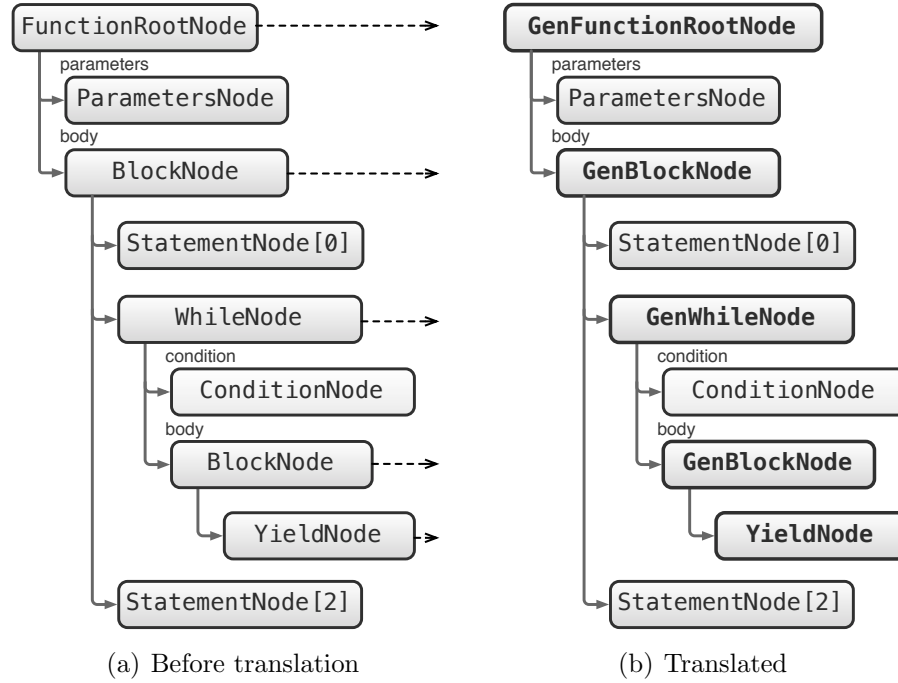 FunctionRootNode
parameters
ParametersNode
body
BlockNode
StatementNode[0]
WhileNode
condition
ConditionNode
body
BlockNode
YieldNode
StatementNode[2]
(a) Before translation
GenFunctionRootNode
parameters
ParametersNode
body
GenBlockNode
StatementNode[0]
GenWhileNode
condition
ConditionNode
body
GenBlockNode
YieldNode
StatementNode[2]
(b) Translated